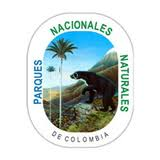 PARQUES
NACIONALES
NATURALES
DE COLOMBIA